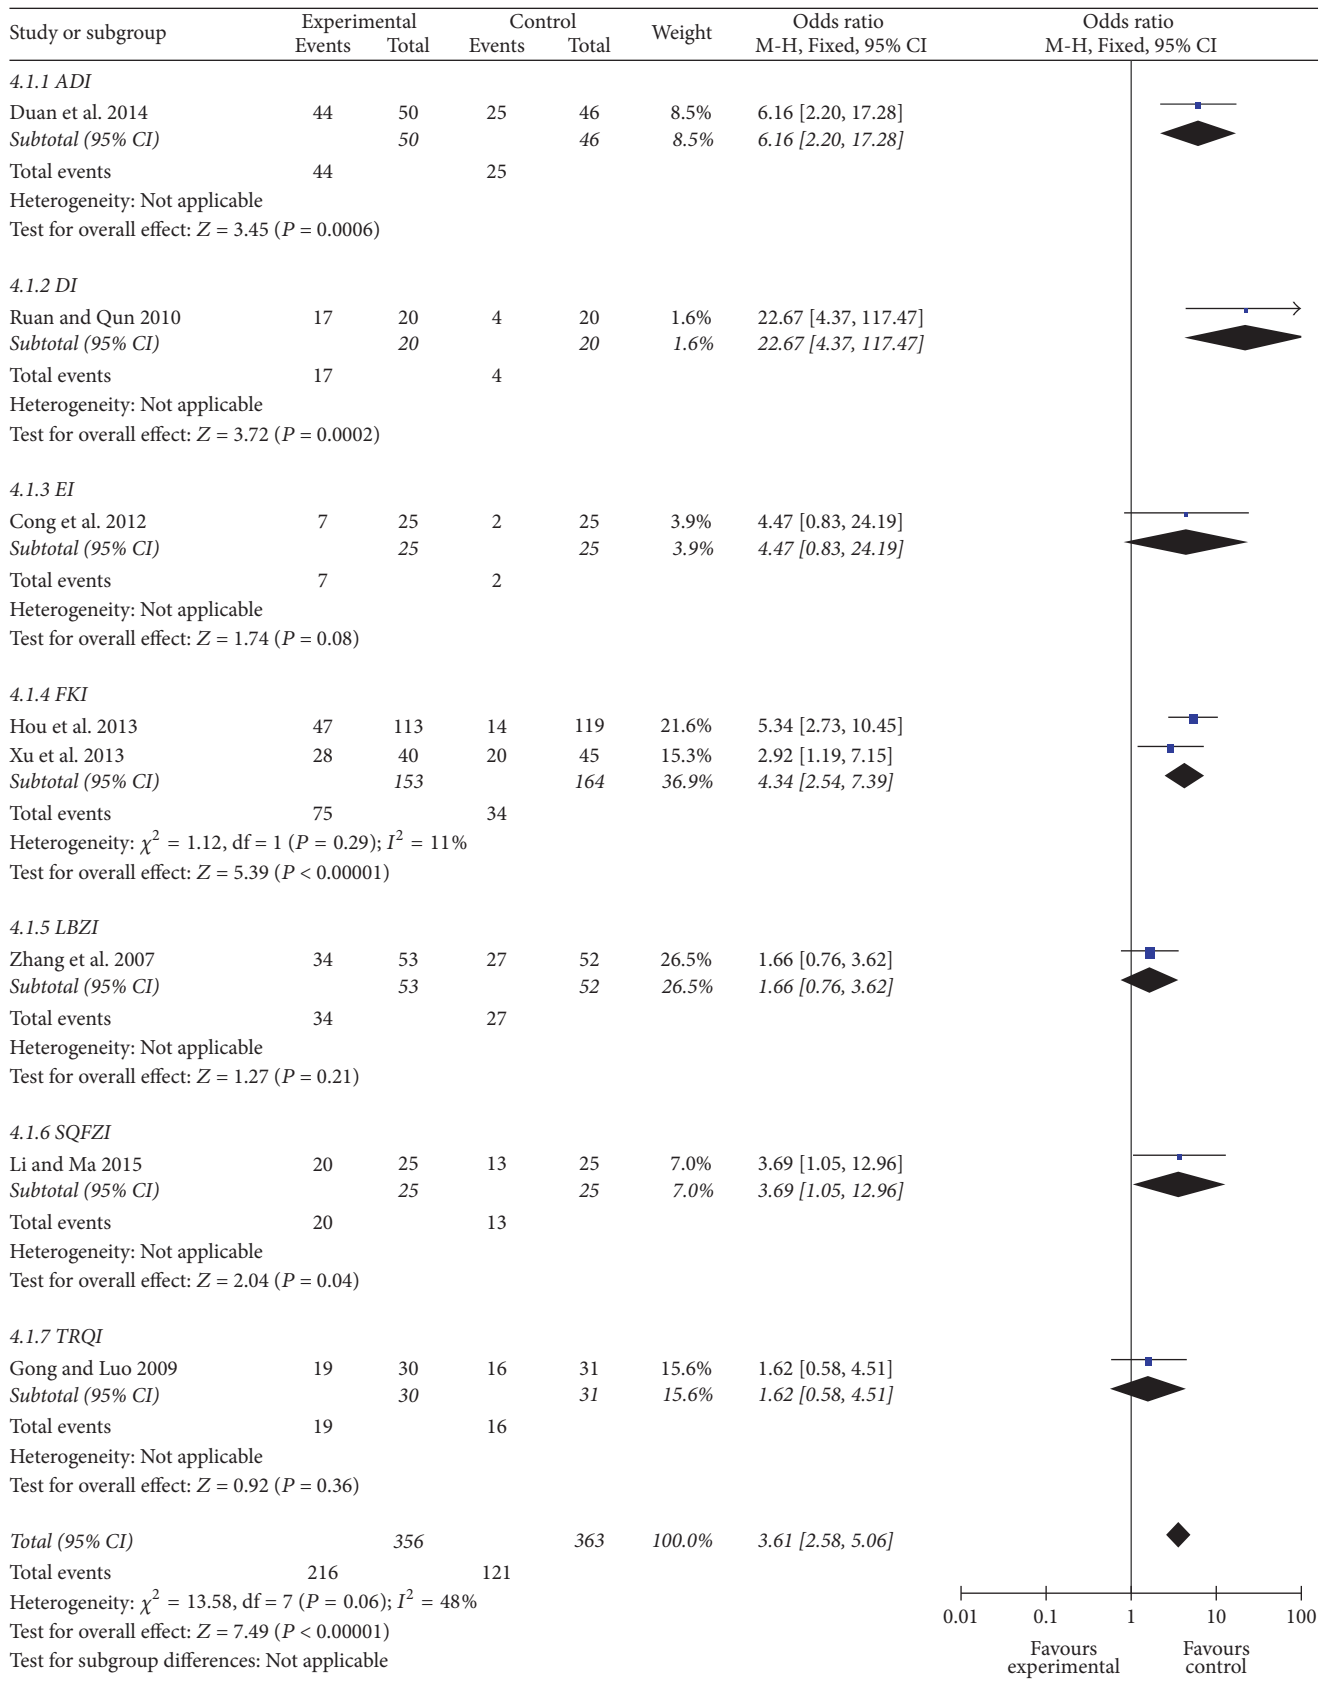 Study or subgroup Experimental Control Weight Odds ratio Odds ratio
Events Total Events Total M-H, Fixed, 95% CI M-H, Fixed, 95% CI
4.1.1 ADI
Duan et al. 2014 44 50 25 46 8.5% 6.16 [2.20, 17.28]
Subtotal (95% CI) 50 46 8.5% 6.16 [2.20, 17.28]
Total events 44 25
Heterogeneity: Not applicable
Test for overall effect: Z = 3.45 (P = 0.0006)
4.1.2 DI
Ruan and Qun 2010 17 20 4 20 1.6% 22.67 [4.37, 117.47]
Subtotal (95% CI) 20 20 1.6% 22.67 [4.37, 117.47]
Total events 17 4
Heterogeneity: Not applicable
Test for overall effect: Z = 3.72 (P = 0.0002)
4.1.3 EI
Cong et al. 2012 7 25 2 25 3.9% 4.47 [0.83, 24.19]
Subtotal (95% CI) 25 25 3.9% 4.47 [0.83, 24.19]
Total events 7 2
Heterogeneity: Not applicable
Test for overall effect: Z = 1.74 (P = 0.08)
4.1.4 FKI
Hou et al. 2013 47 113 14 119 21.6% 5.34 [2.73, 10.45]
Xu et al. 2013 28 40 20 45 15.3% 2.92 [1.19, 7.15]
Subtotal (95% CI) 153 164 36.9% 4.34 [2.54, 7.39]
Total events 75 34
Heterogeneity: χ² = 1.12, df = 1 (P = 0.29); I² = 11%
Test for overall effect: Z = 5.39 (P < 0.00001)
4.1.5 LBZI
Zhang et al. 2007 34 53 27 52 26.5% 1.66 [0.76, 3.62]
Subtotal (95% CI) 53 52 26.5% 1.66 [0.76, 3.62]
Total events 34 27
Heterogeneity: Not applicable
Test for overall effect: Z = 1.27 (P = 0.21)
4.1.6 SQFZI
Li and Ma 2015 20 25 13 25 7.0% 3.69 [1.05, 12.96]
Subtotal (95% CI) 25 25 7.0% 3.69 [1.05, 12.96]
Total events 20 13
Heterogeneity: Not applicable
Test for overall effect: Z = 2.04 (P = 0.04)
4.1.7 TRQI
Gong and Luo 2009 19 30 16 31 15.6% 1.62 [0.58, 4.51]
Subtotal (95% CI) 30 31 15.6% 1.62 [0.58, 4.51]
Total events 19 16
Heterogeneity: Not applicable
Test for overall effect: Z = 0.92 (P = 0.36)
Total (95% CI) 356 363 100.0% 3.61 [2.58, 5.06]
Total events 216 121
Heterogeneity: χ² = 13.58, df = 7 (P = 0.06); I² = 48%
Test for overall effect: Z = 7.49 (P < 0.00001)
Test for subgroup differences: Not applicable
0.01 0.1 1 10 100
Favours experimental
Favours control